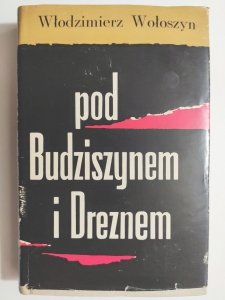 Włodzimierz Wołoszyn
pod
Budziszynem
i Dreznem